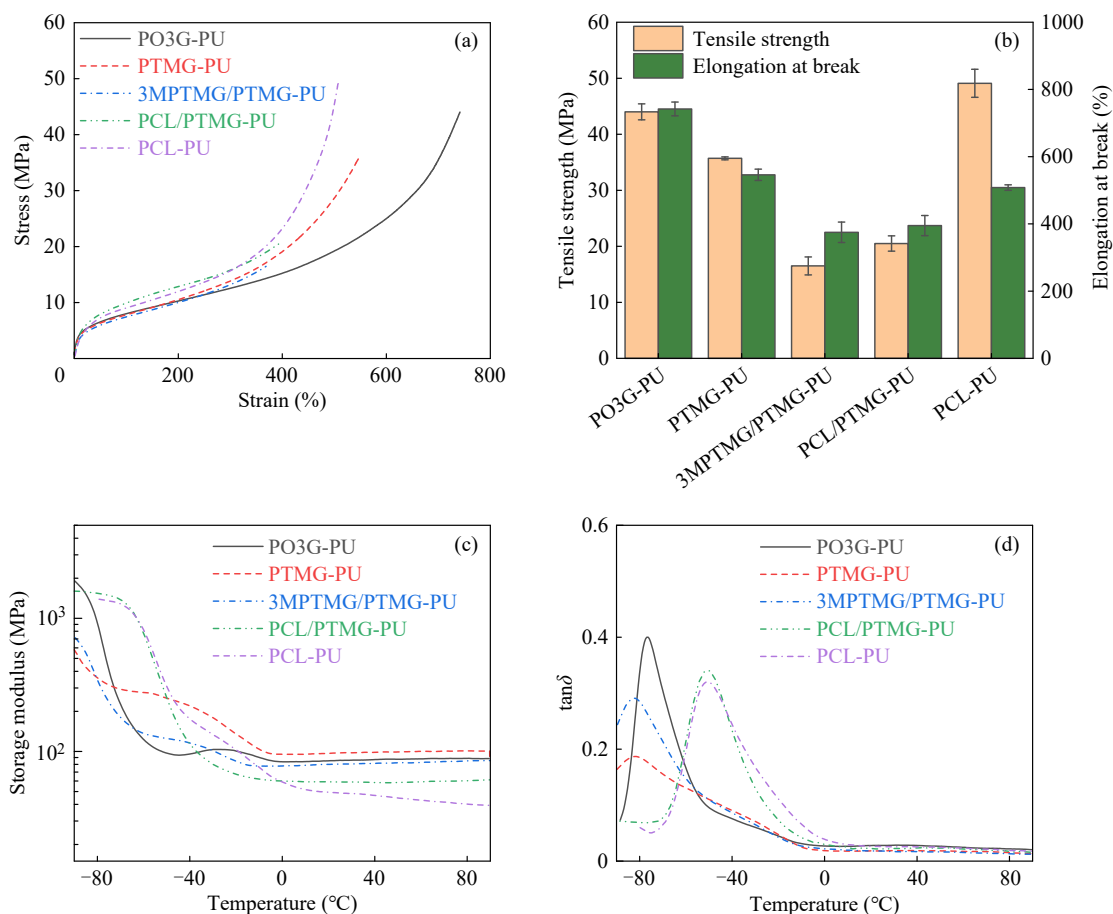 (a)
PO3G-PU
PTMG-PU
3MPTMG/PTMG-PU
PCL/PTMG-PU
PCL-PU
60
50
40
30
20
10
0
Stress (MPa)
0 200 400 600 800
Strain (%)
(b)
Tensile strength
Elongation at break
60
50
40
30
20
10
0
Tensile strength (MPa)
1000
800
600
400
200
0
Elongation at break (%)
PO3G-PU
PTMG-PU
3MPTMG/PTMG-PU
PCL/PTMG-PU
PCL-PU
(c)
PO3G-PU
PTMG-PU
3MPTMG/PTMG-PU
PCL/PTMG-PU
PCL-PU
10³
10²
Storage modulus (MPa)
−80 −40 0 40 80
Temperature (°C)
(d)
PO3G-PU
PTMG-PU
3MPTMG/PTMG-PU
PCL/PTMG-PU
PCL-PU
0.6
0.4
0.2
0
tanδ
−80 −40 0 40 80
Temperature (°C)